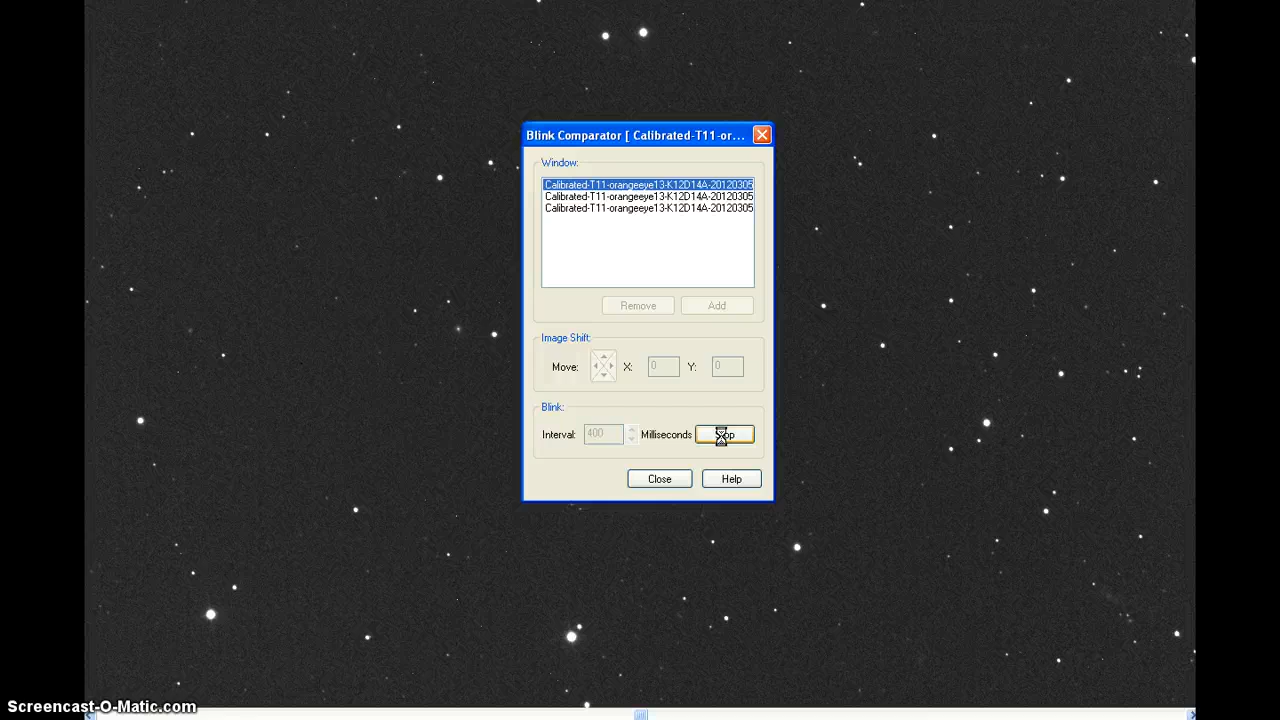 Blink Comparator [ Calibrated-T11-or...
Window:
Calibrated-T11-orangeeye13-K12D14A-20120305
Calibrated-T11-orangeeye13-K12D14A-20120305
Calibrated-T11-orangeeye13-K12D14A-20120305
Remove Add
Image Shift:
Move: X: 0 Y: 0
Blink:
Interval: 400 Milliseconds
Close Help
Screencast-O-Matic.com